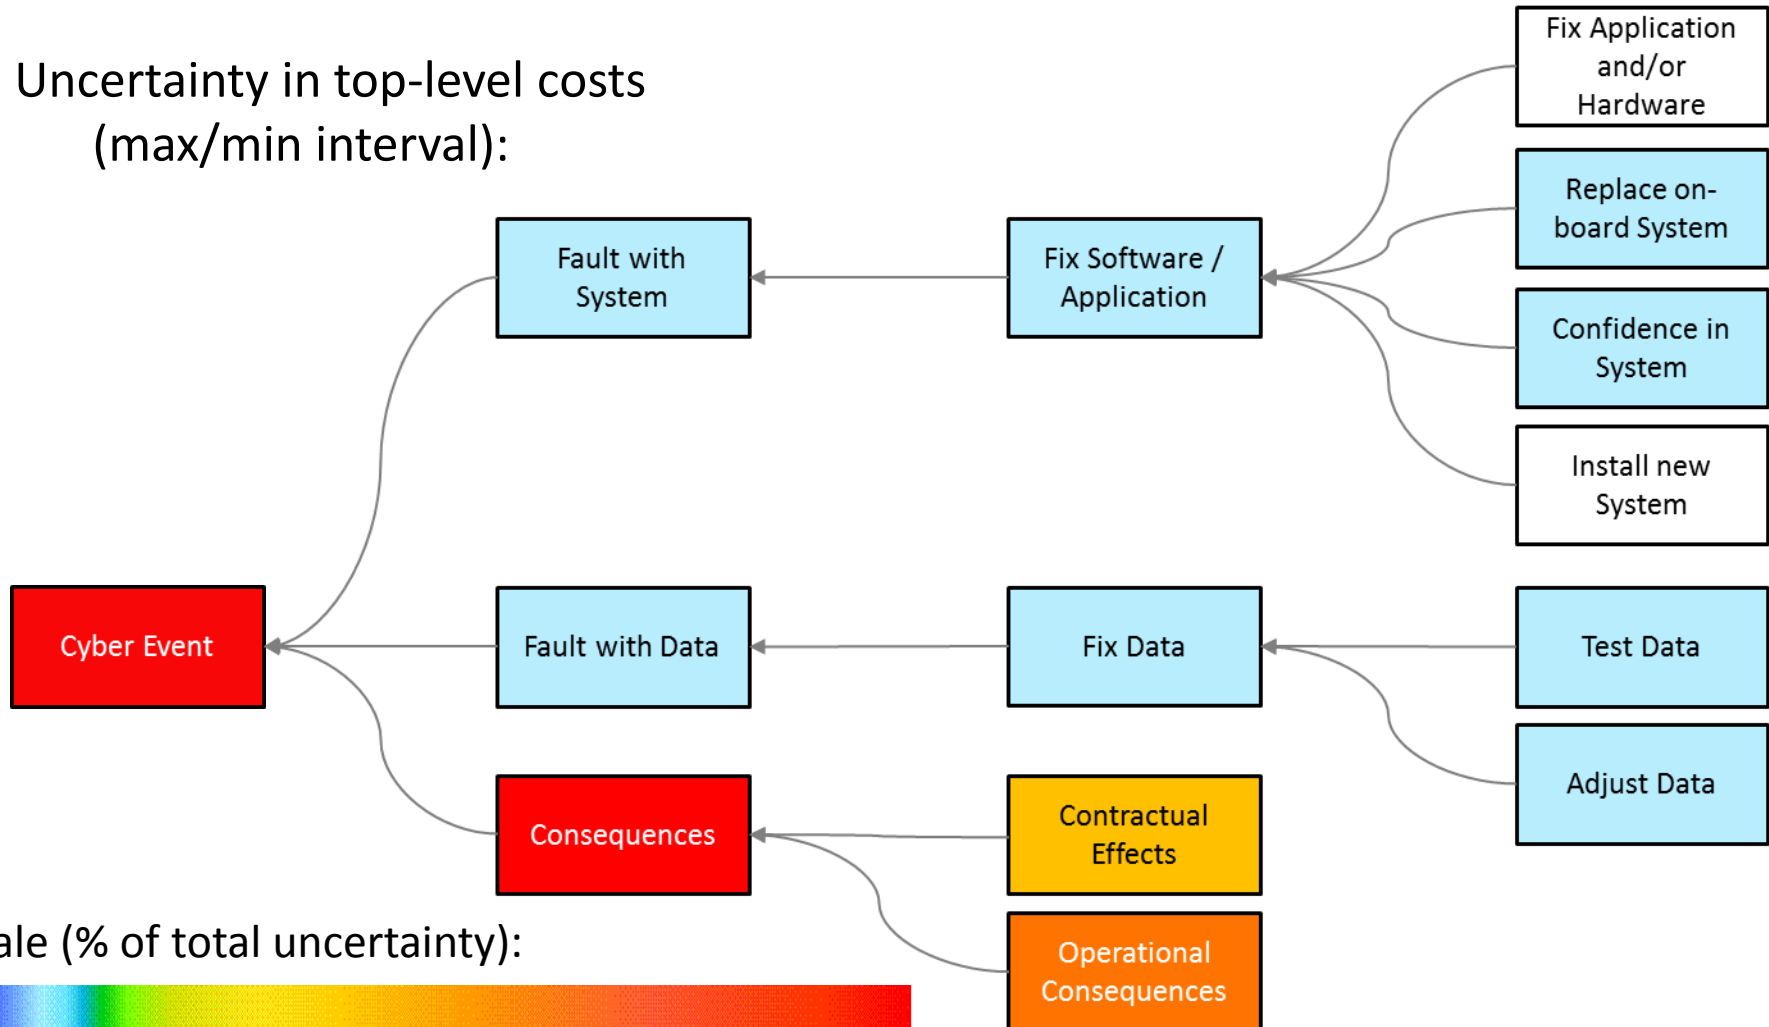 Uncertainty in top-level costs
(max/min interval):
Fix Application
and/or
Hardware
Replace on-
board System
Fault with
System
Fix Software /
Application
Confidence in
System
Install new
System
Cyber Event
Fault with Data
Fix Data
Test Data
Adjust Data
Consequences
Contractual
Effects
Operational
Consequences
(% of total uncertainty):